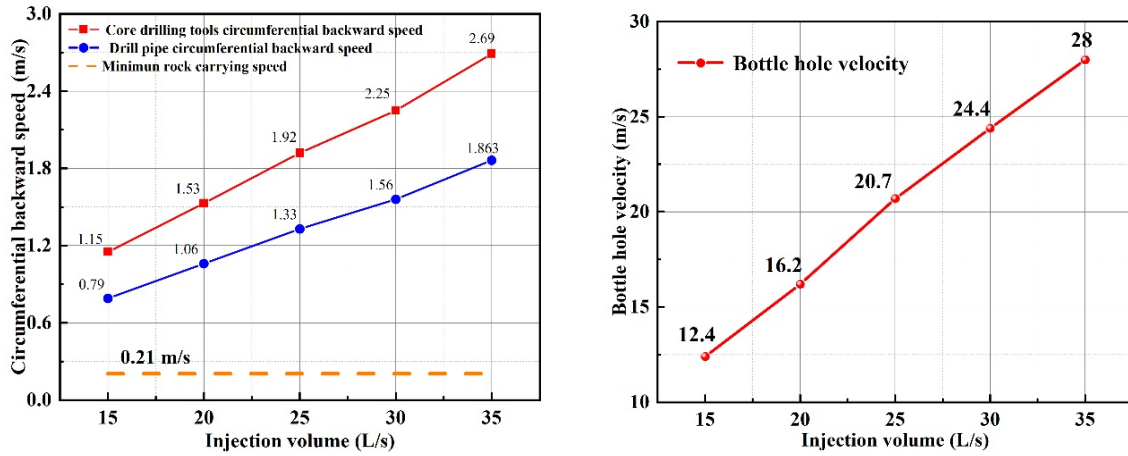 Core drilling tools circumferential backward speed
Drill pipe circumferential backward speed
Minimun rock carrying speed
Circumferential backward speed (m/s)
3.0
2.4
1.8
1.2
0.6
0.0
1.15
1.53
1.92
2.25
2.69
0.79
1.06
1.33
1.56
1.863
0.21 m/s
15 20 25 30 35
Injection volume (L/s)
Bottle hole velocity
Bottle hole velocity (m/s)
30
25
20
15
10
12.4
16.2
20.7
24.4
28
15 20 25 30 35
Injection volume (L/s)